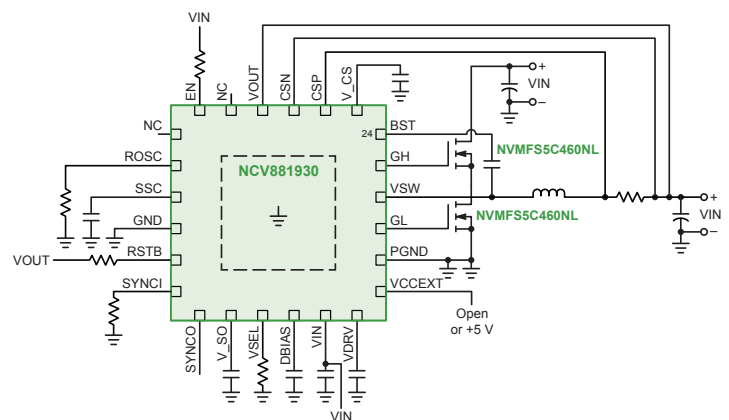 VIN
EN
NC
VOUT
CSN
CSP
V_CS
+
VIN
–
NC
ROSC
SSC
GND
RSTB
SYNCI
VOUT
NCV881930
24
BST
GH
VSW
GL
PGND
VCCEXT
NVMFS5C460NL
NVMFS5C460NL
+
VIN
–
Open
or +5 V
SYNCO
V_SO
VSEL
DBIAS
VIN
VDRV
VIN